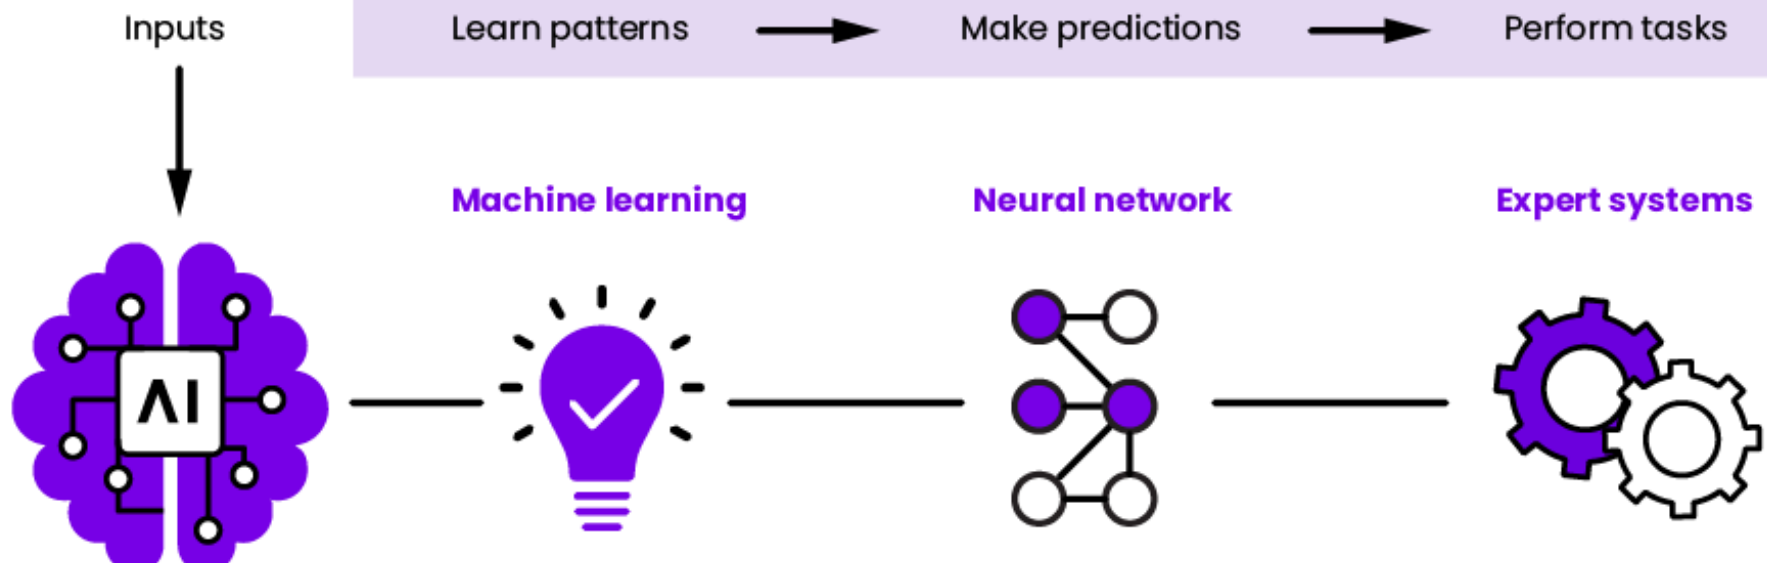 Inputs
Learn patterns
Make predictions
Perform tasks
Machine learning
Neural network
Expert systems
AI